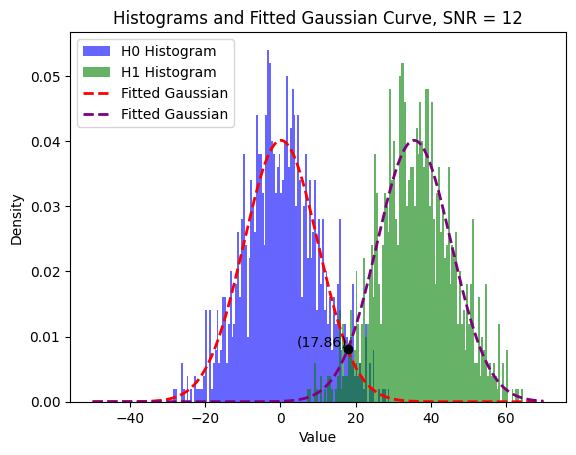 Histograms and Fitted Gaussian Curve, SNR = 12
H0 Histogram
H1 Histogram
Fitted Gaussian
Fitted Gaussian
Density
0.05
0.04
0.03
0.02
0.01
0.00
(17.86)
−40 −20 0 20 40 60
Value